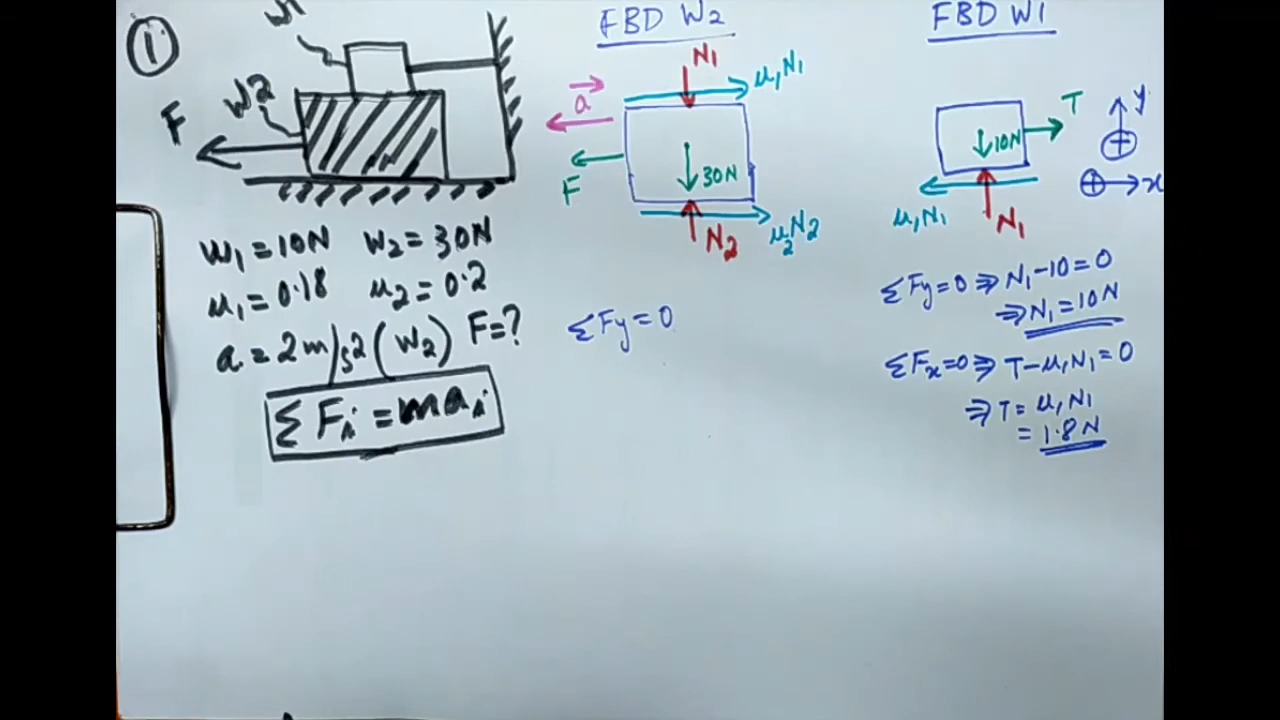 ①
W1
W2
F
W1 = 10N W2 = 30N
μ1 = 0.18 μ2 = 0.2
a = 2m/s2 (W2) F=?
ΣFi = mai
FBD W2
N1
μ1N1
a
F
30N
N2
μ2N2
ΣFy=0
FBD W1
T
10N
y
x
μ1N1
N1
ΣFy=0 ⇒ N1-10=0
⇒ N1=10N
ΣFx=0 ⇒ T-μ1N1=0
⇒ T= μ1N1
= 1.8N